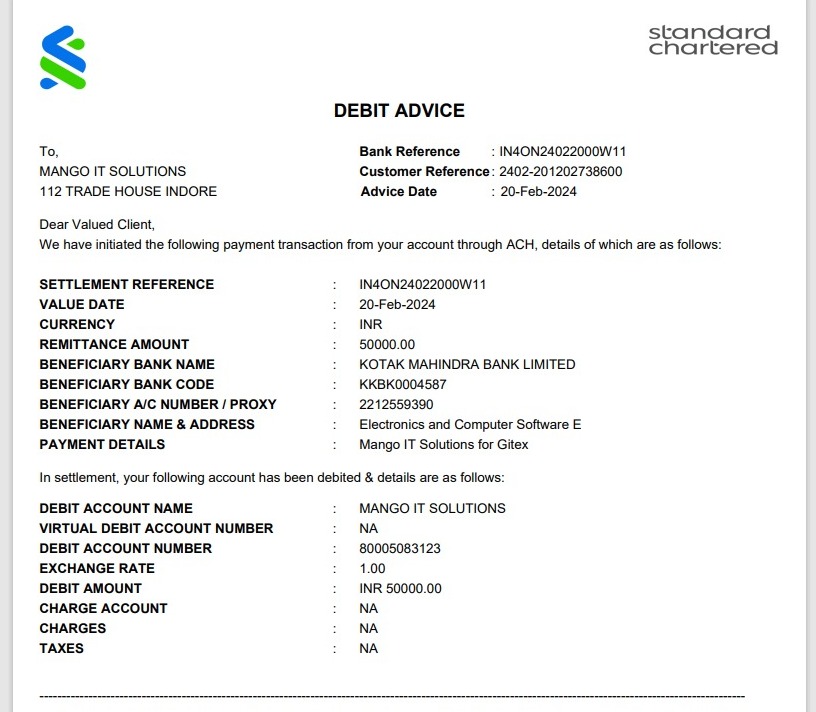 standard
chartered
DEBIT ADVICE
To,
MANGO IT SOLUTIONS
112 TRADE HOUSE INDORE
Bank Reference : IN4ON24022000W11
Customer Reference : 2402-201202738600
Advice Date : 20-Feb-2024
Dear Valued Client,
We have initiated the following payment transaction from your account through ACH, details of which are as follows:
SETTLEMENT REFERENCE : IN4ON24022000W11
VALUE DATE : 20-Feb-2024
CURRENCY : INR
REMITTANCE AMOUNT : 50000.00
BENEFICIARY BANK NAME : KOTAK MAHINDRA BANK LIMITED
BENEFICIARY BANK CODE : KKBK0004587
BENEFICIARY A/C NUMBER / PROXY : 2212559390
BENEFICIARY NAME & ADDRESS : Electronics and Computer Software E
PAYMENT DETAILS : Mango IT Solutions for Gitex
In settlement, your following account has been debited & details are as follows:
DEBIT ACCOUNT NAME : MANGO IT SOLUTIONS
VIRTUAL DEBIT ACCOUNT NUMBER : NA
DEBIT ACCOUNT NUMBER : 80005083123
EXCHANGE RATE : 1.00
DEBIT AMOUNT : INR 50000.00
CHARGE ACCOUNT : NA
CHARGES : NA
TAXES : NA